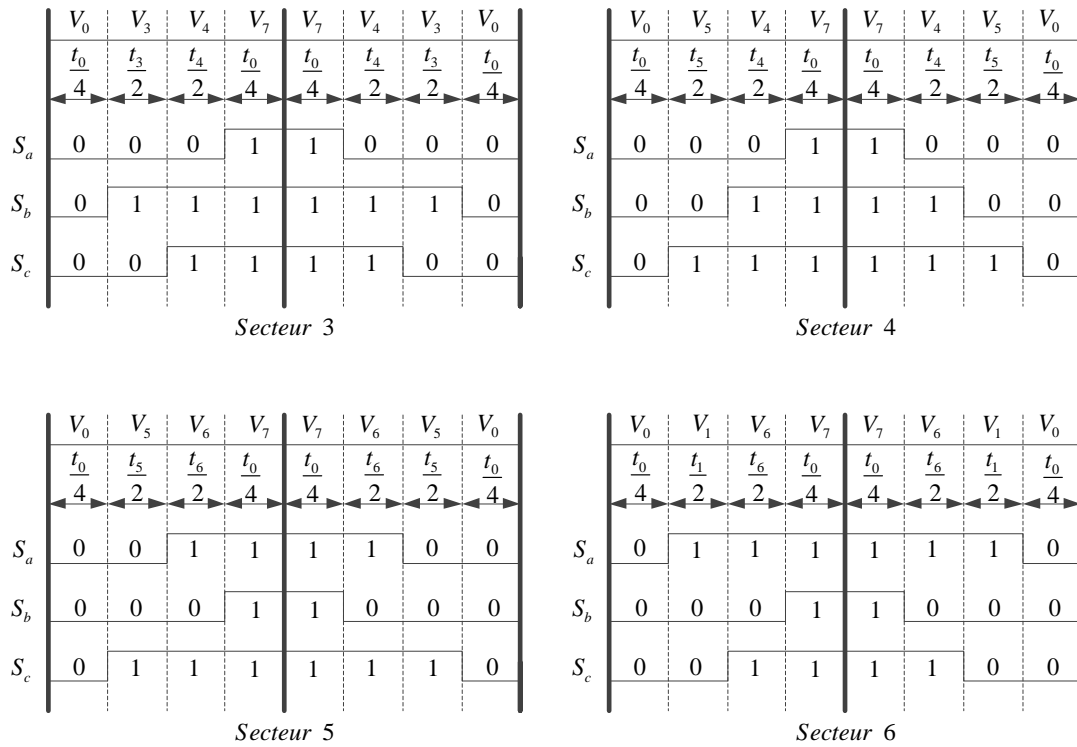 V0 V3 V4 V7 V7 V4 V3 V0
t0/4 t3/2 t4/2 t0/4 t0/4 t4/2 t3/2 t0/4
Sa 0 0 0 1 1 0 0 0
Sb 0 1 1 1 1 1 1 0
Sc 0 0 1 1 1 1 0 0
Secteur 3
V0 V5 V4 V7 V7 V4 V5 V0
t0/4 t5/2 t4/2 t0/4 t0/4 t4/2 t5/2 t0/4
Sa 0 0 0 1 1 0 0 0
Sb 0 0 1 1 1 1 0 0
Sc 0 1 1 1 1 1 1 0
Secteur 4
V0 V5 V6 V7 V7 V6 V5 V0
t0/4 t5/2 t6/2 t0/4 t0/4 t6/2 t5/2 t0/4
Sa 0 0 1 1 1 1 0 0
Sb 0 0 0 1 1 0 0 0
Sc 0 1 1 1 1 1 1 0
Secteur 5
V0 V1 V6 V7 V7 V6 V1 V0
t0/4 t1/2 t6/2 t0/4 t0/4 t6/2 t1/2 t0/4
Sa 0 1 1 1 1 1 1 0
Sb 0 0 0 1 1 0 0 0
Sc 0 0 1 1 1 1 0 0
Secteur 6